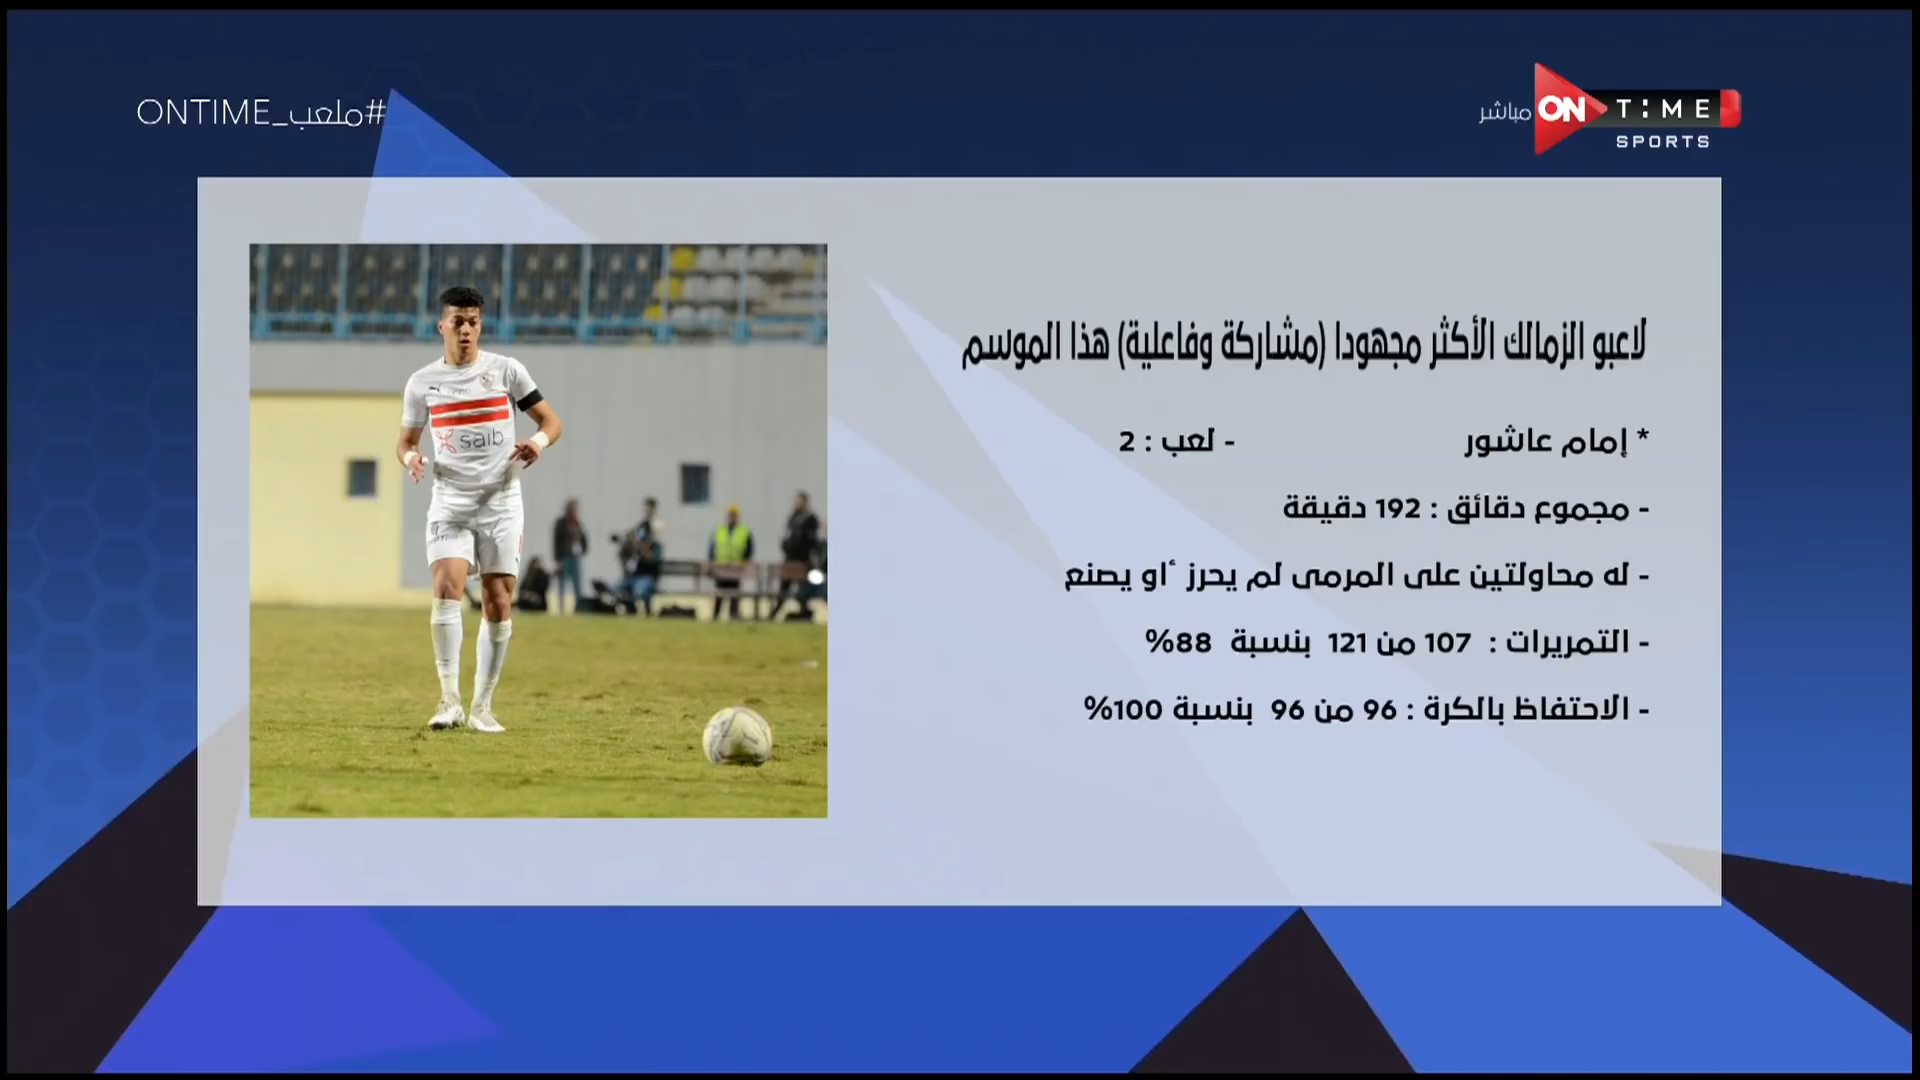 #ملعب_ONTIME
مباشر ON TIME
SPORTS
لاعبو الزمالك الأكثر مجهودا (مشاركة وفاعلية) هذا الموسم
* إمام عاشور - لعب : 2
- مجموع دقائق : 192 دقيقة
- له محاولتين على المرمى لم يحرز أو يصنع
- التمريرات : 107 من 121 بنسبة 88%
- الاحتفاظ بالكرة : 96 من 96 بنسبة 100%
saib